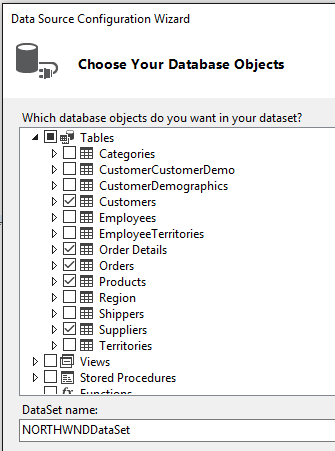 Data Source Configuration Wizard
Choose Your Database Objects
Which database objects do you want in your dataset?
Tables
Categories
CustomerCustomerDemo
CustomerDemographics
Customers
Employees
EmployeeTerritories
Order Details
Orders
Products
Region
Shippers
Suppliers
Territories
Views
Stored Procedures
fx Functions
DataSet name:
NORTHWNDDataSet